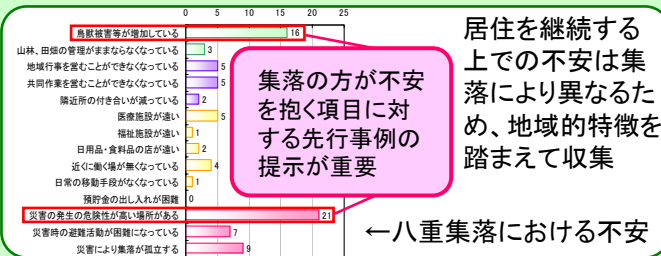 0 5 10 15 20 25
鳥獣被害等が増加している 16
山林、田畑の管理がままならなくなっている 3
地域行事を営むことができなくなっている 5
共同作業を営むことができなくなっている 5
隣近所の付き合いが減っている 2
医療施設が遠い 5
福祉施設が遠い 1
日用品・食料品の店が遠い 2
近くに働く場が無くなっている 4
日常の移動手段がなくなっている 1
預貯金の出し入れが困難 0
災害の発生の危険性が高い場所がある 21
災害時の避難活動が困難になっている 7
災害により集落が孤立する 9
集落の方が不安
を抱く項目に対
する先行事例の
提示が重要
居住を継続する
上での不安は集
落により異なるた
め、地域的特徴を
踏まえて収集
←八重集落における不安